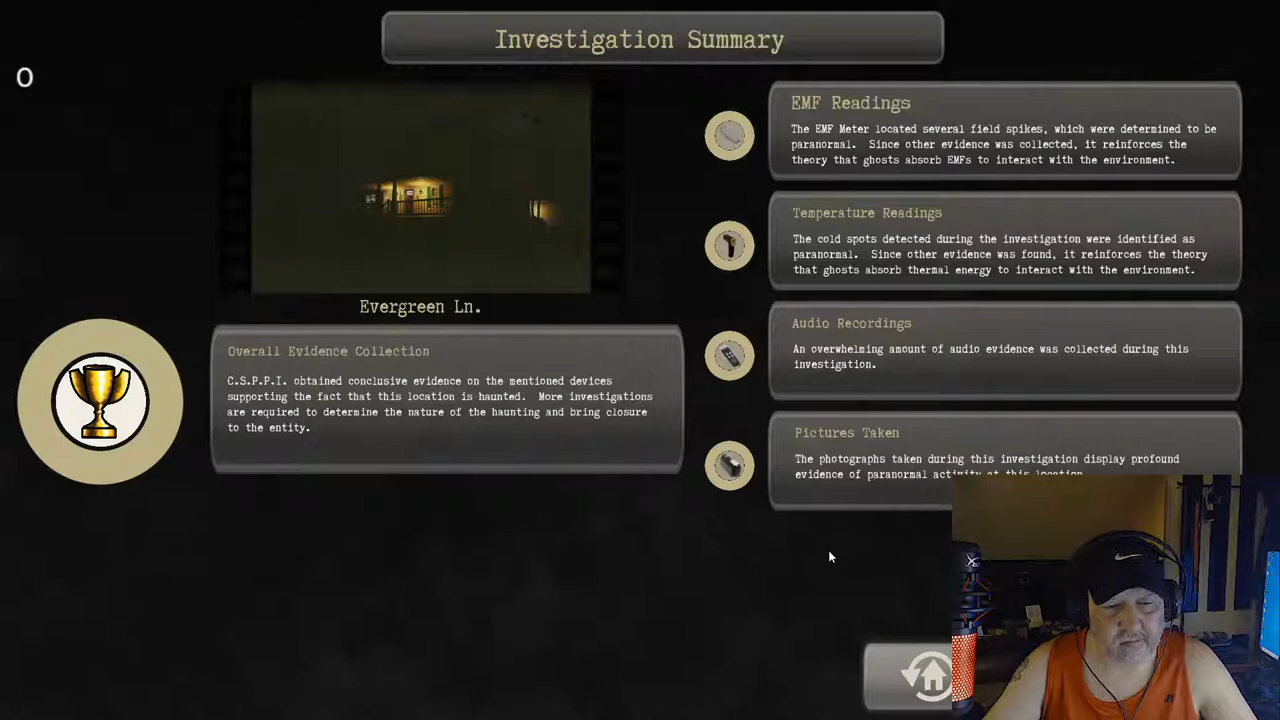 Investigation Summary
0
Evergreen Ln.
Overall Evidence Collection
C.S.P.P.I. obtained conclusive evidence on the mentioned devices
supporting the fact that this location is haunted. More investigations
are required to determine the nature of the haunting and bring closure
to the entity.
EMF Readings
The EMF Meter located several field spikes, which were determined to be
paranormal. Since other evidence was collected, it reinforces the
theory that ghosts absorb EMFs to interact with the environment.
Temperature Readings
The cold spots detected during the investigation were identified as
paranormal. Since other evidence was found, it reinforces the theory
that ghosts absorb thermal energy to interact with the environment.
Audio Recordings
An overwhelming amount of audio evidence was collected during this
investigation.
Pictures Taken
The photographs taken during this investigation display profound
evidence of paranormal activity at this location.